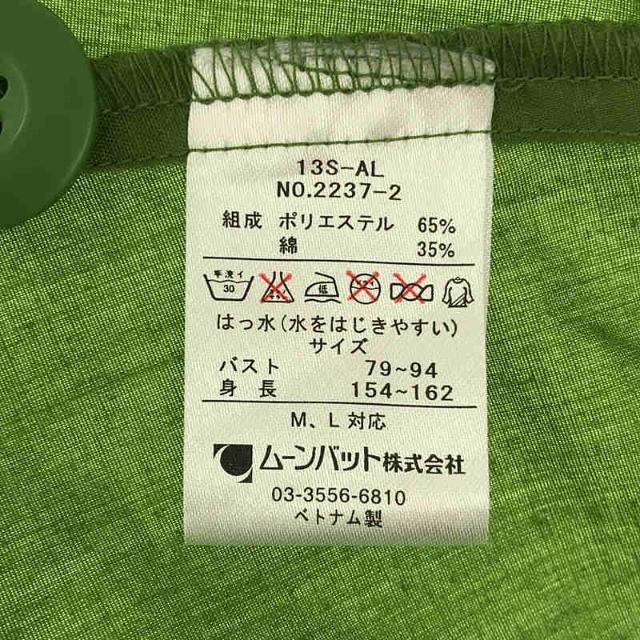 13S-AL
NO.2237-2
組成 ポリエステル 65%
綿 35%
手洗イ 30 低
はっ水(水をはじきやすい)
サイズ
バスト 79~94
身長 154~162
M、L 対応
ムーンバット株式会社
03-3556-6810
ベトナム製